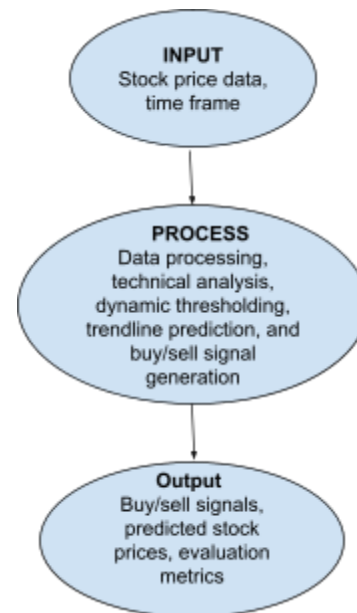 INPUT
Stock price data,
time frame
PROCESS
Data processing,
technical analysis,
dynamic thresholding,
trendline prediction, and
buy/sell signal
generation
Output
Buy/sell signals,
predicted stock
prices, evaluation
metrics